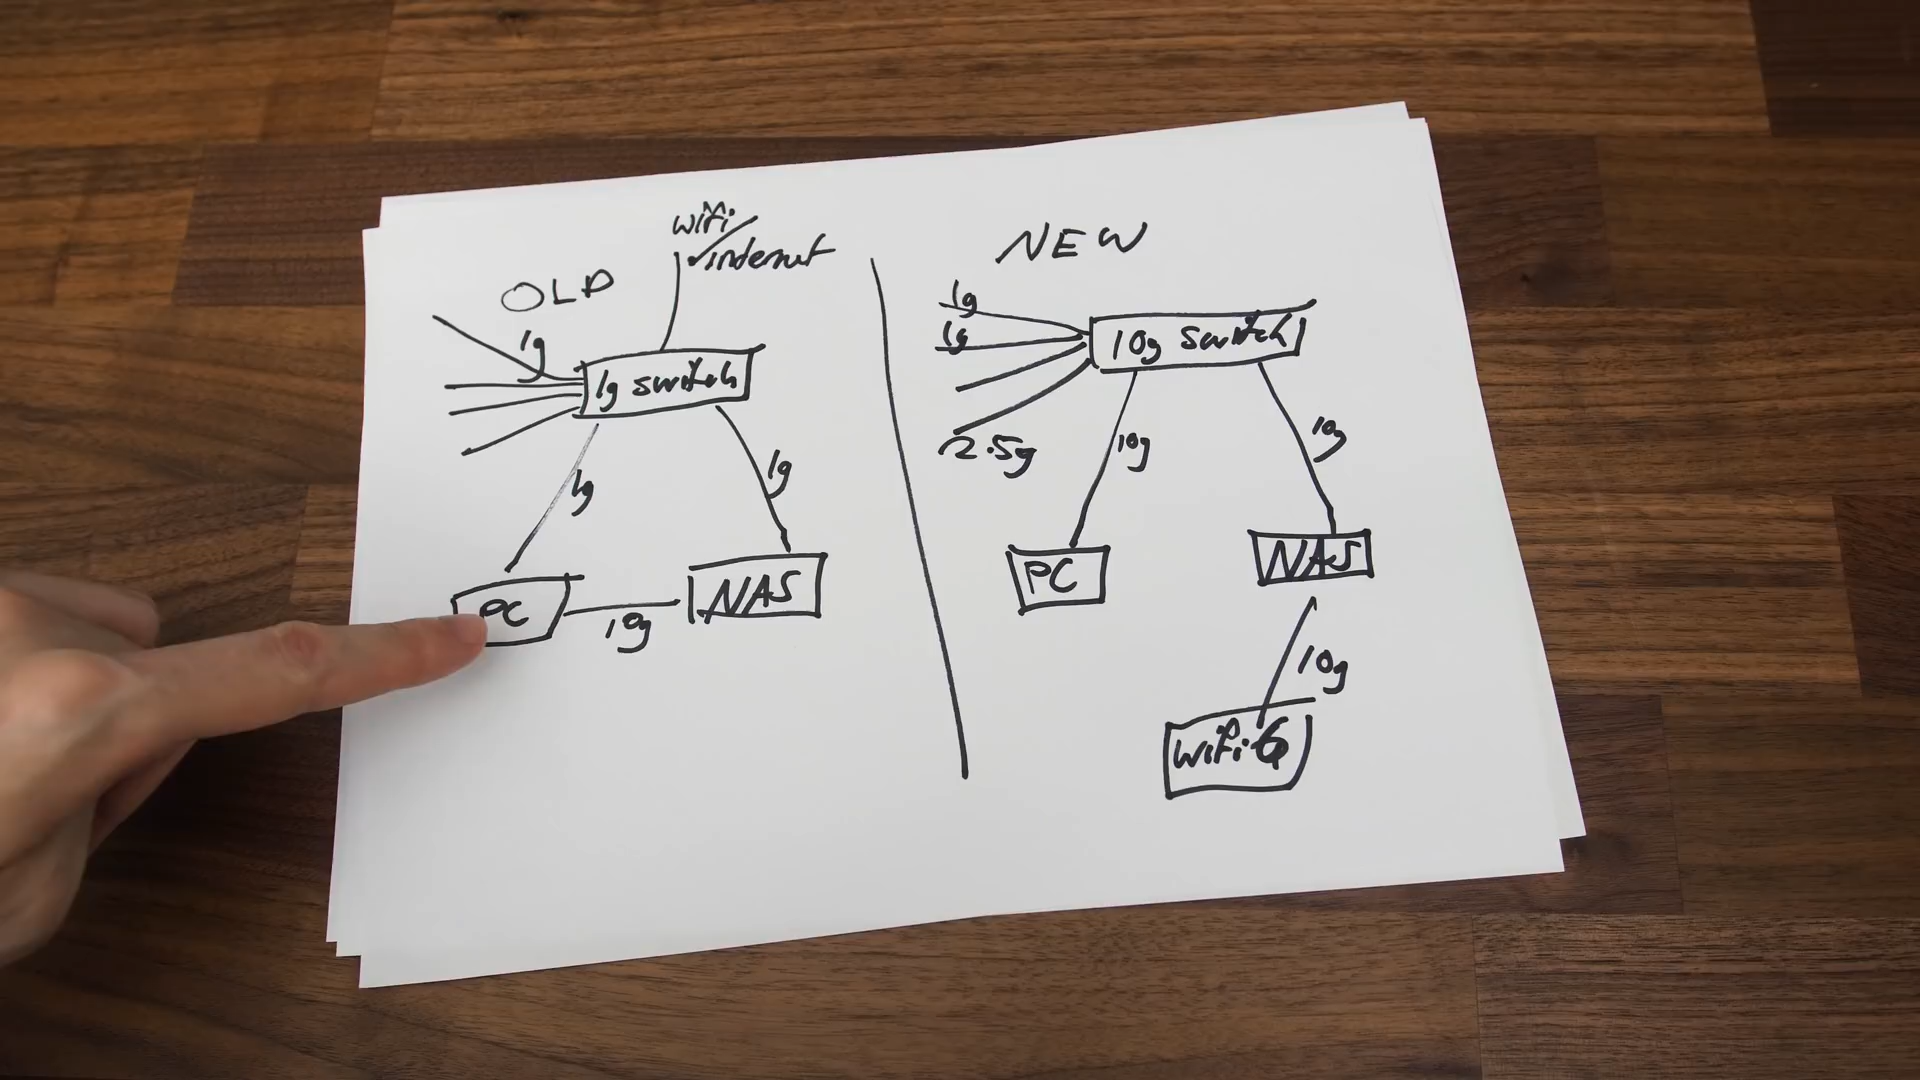 OLD
wifi/
internet
1g
1g switch
1g
1g
PC
10g
NAS
NEW
1g
1g
10g switch
2.5g
10g
10g
PC
NAS
10g
wifi 6